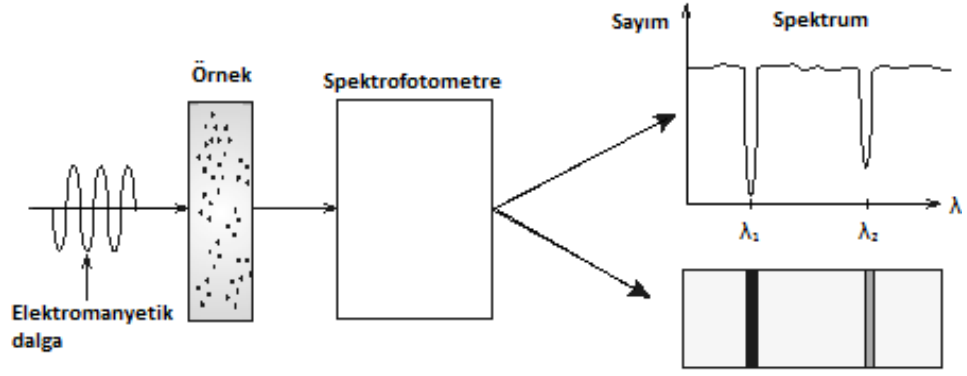 Sayım
Spektrum
Örnek
Spektrofotometre
λ
λ₁
λ₂
Elektromanyetik
dalga